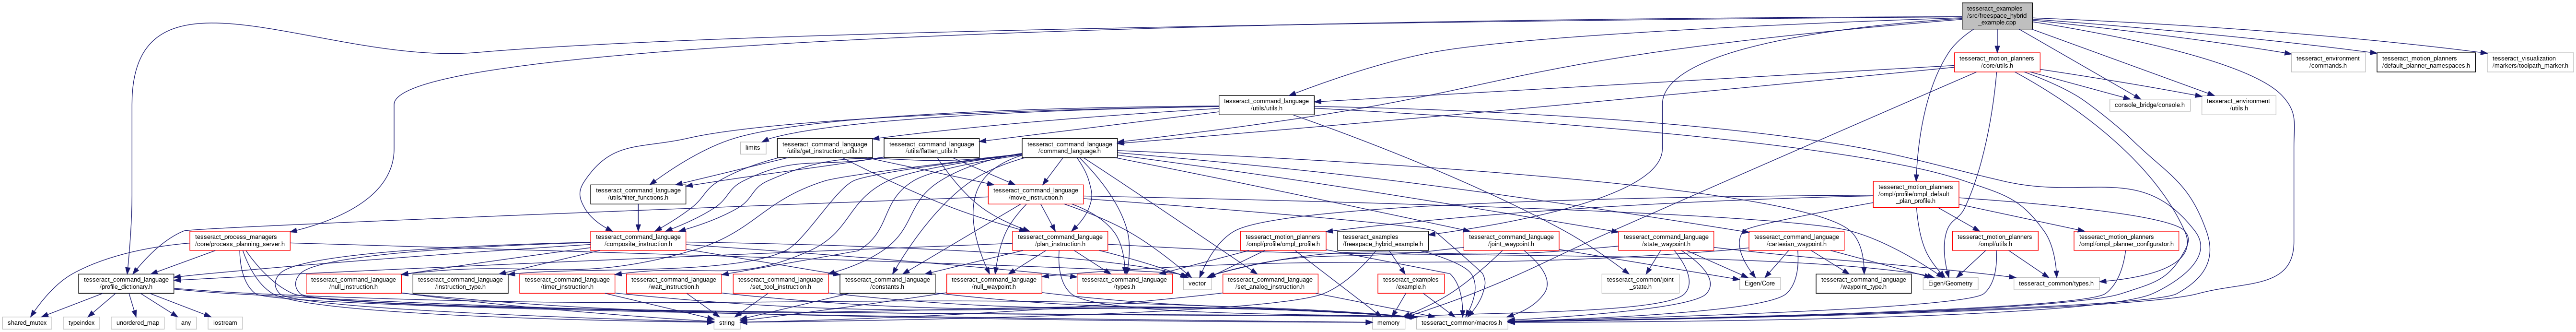 tesseract_examples
/src/freespace_hybrid
_example.cpp
tesseract_motion_planners
/core/utils.h
tesseract_environment
/commands.h
tesseract_motion_planners
/default_planner_namespaces.h
tesseract_visualization
/markers/toolpath_marker.h
tesseract_command_language
/utils/utils.h
console_bridge/console.h
tesseract_environment
/utils.h
limits
tesseract_command_language
/utils/get_instruction_utils.h
tesseract_command_language
/utils/flatten_utils.h
tesseract_command_language
/command_language.h
tesseract_command_language
/utils/filter_functions.h
tesseract_command_language
/move_instruction.h
tesseract_motion_planners
/ompl/profile/ompl_default
_plan_profile.h
tesseract_process_managers
/core/process_planning_server.h
tesseract_command_language
/composite_instruction.h
tesseract_command_language
/plan_instruction.h
tesseract_motion_planners
/ompl/profile/ompl_profile.h
tesseract_examples
/freespace_hybrid_example.h
tesseract_command_language
/joint_waypoint.h
tesseract_command_language
/state_waypoint.h
tesseract_command_language
/cartesian_waypoint.h
tesseract_motion_planners
/ompl/utils.h
tesseract_motion_planners
/ompl/ompl_planner_configurator.h
tesseract_command_language
/profile_dictionary.h
tesseract_command_language
/null_instruction.h
tesseract_command_language
/instruction_type.h
tesseract_command_language
/timer_instruction.h
tesseract_command_language
/wait_instruction.h
tesseract_command_language
/set_tool_instruction.h
tesseract_command_language
/constants.h
tesseract_command_language
/null_waypoint.h
tesseract_command_language
/types.h
vector
tesseract_command_language
/set_analog_instruction.h
tesseract_examples
/example.h
tesseract_common/joint
_state.h
Eigen/Core
tesseract_command_language
/waypoint_type.h
Eigen/Geometry
tesseract_common/types.h
shared_mutex
typeindex
unordered_map
any
iostream
string
memory
tesseract_common/macros.h